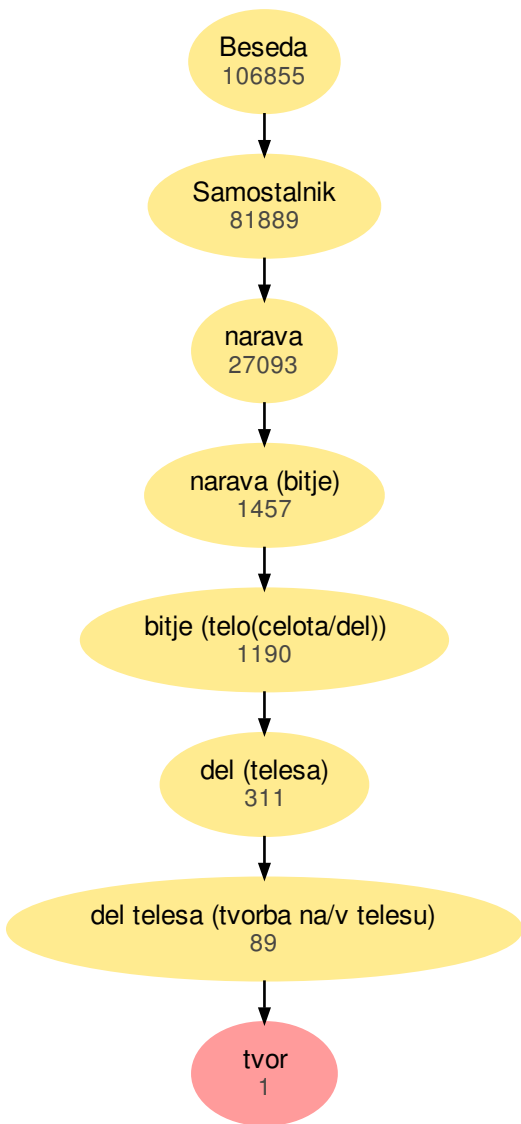 Beseda
106855
Samostalnik
81889
narava
27093
narava (bitje)
1457
bitje (telo(celota/del))
1190
del (telesa)
311
del telesa (tvorba na/v telesu)
89
tvor
1